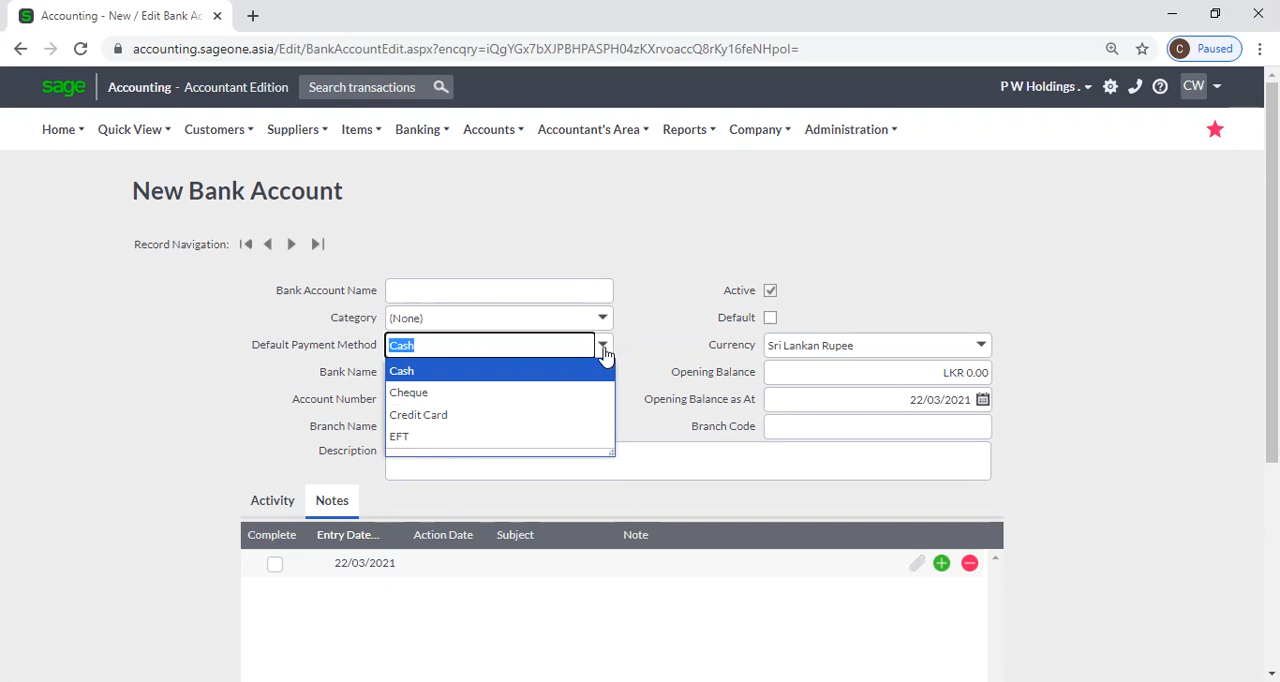 Accounting - New / Edit Bank Ac
accounting.sageone.asia/Edit/BankAccountEdit.aspx?encqry=iQgYGx7bXJPBHPASPH04zKXrvoaccQ8rKy16feNHpoI=
C Paused
sage Accounting - Accountant Edition Search transactions P W Holdings . CW
Home Quick View Customers Suppliers Items Banking Accounts Accountant's Area Reports Company Administration
New Bank Account
Record Navigation:
Bank Account Name Active
Category (None) Default
Default Payment Method Cash Currency Sri Lankan Rupee
Bank Name Cash Opening Balance LKR 0.00
Cheque
Account Number Opening Balance as At 22/03/2021
Credit Card
Branch Name Branch Code
EFT
Description
Activity Notes
Complete Entry Date... Action Date Subject Note
22/03/2021